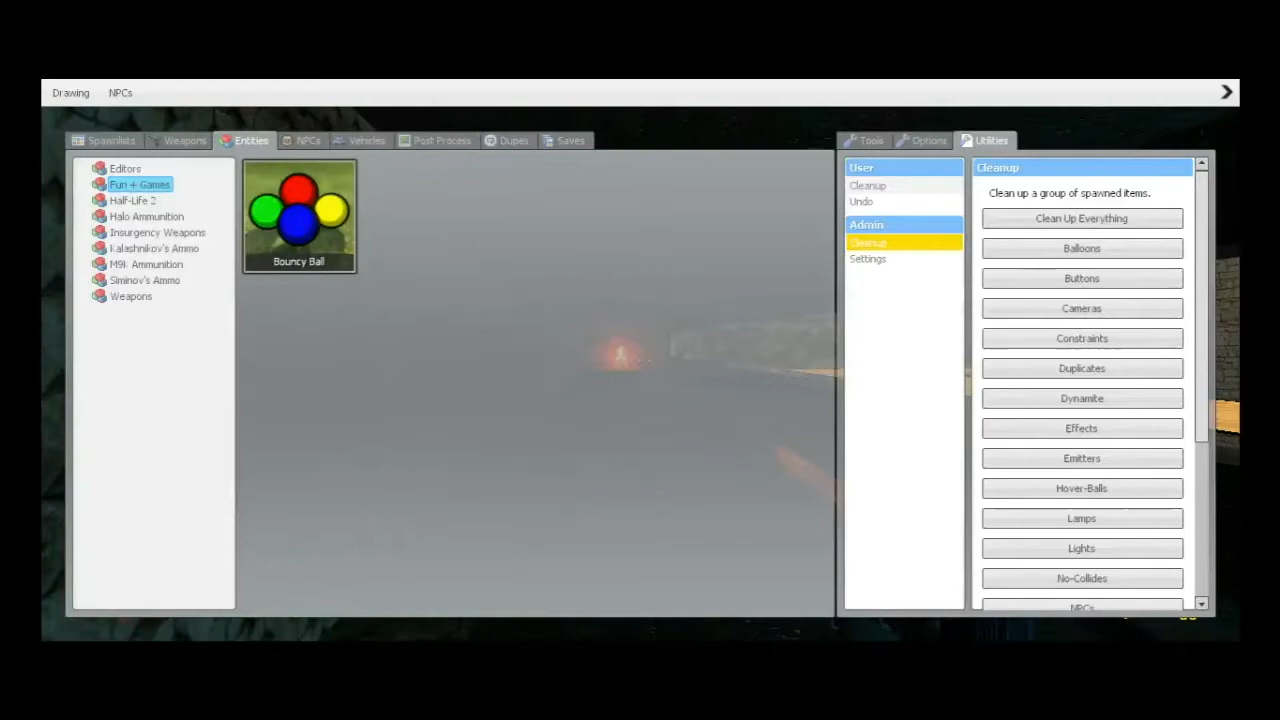 Drawing NPCs
Spawnlists Weapons Entities NPCs Vehicles Post Process Dupes Saves
Tools Options Utilities
Editors
Fun + Games
Half-Life 2
Halo Ammunition
Insurgency Weapons
Kalashnikov's Ammo
M9K Ammunition
Siminov's Ammo
Weapons
Bouncy Ball
User
Cleanup
Undo
Admin
Cleanup
Settings
Cleanup
Clean up a group of spawned items.
Clean Up Everything
Balloons
Buttons
Cameras
Constraints
Duplicates
Dynamite
Effects
Emitters
Hover-Balls
Lamps
Lights
No-Collides
NPCs